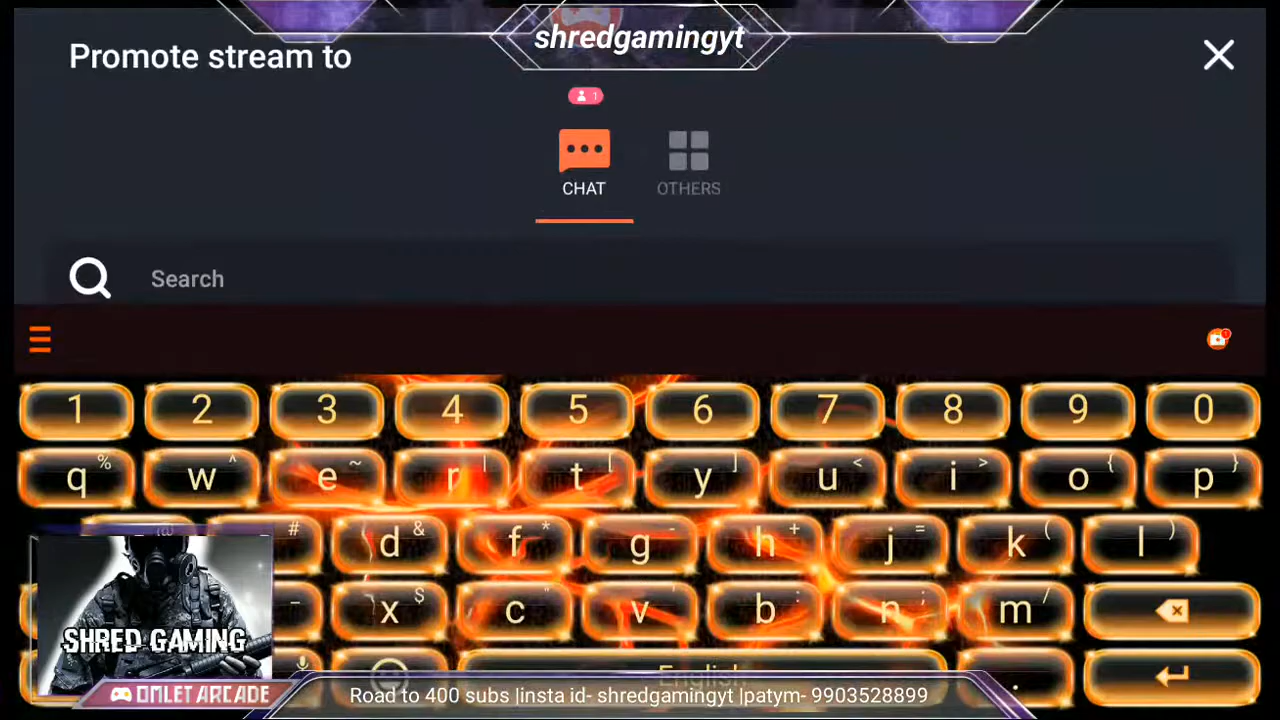 shredgamingyt
Promote stream to
1
CHAT
OTHERS
Search
1 2 3 4 5 6 7 8 9 0
q % w ^ e ~ r | t [ y ] u < i > o { p }
@ # d & f * g - h + j = k ( l )
- x $ c " v ' b : n ; m /
English .
SHRED GAMING
OMLET ARCADE
Road to 400 subs |insta id- shredgamingyt |patym- 9903528899